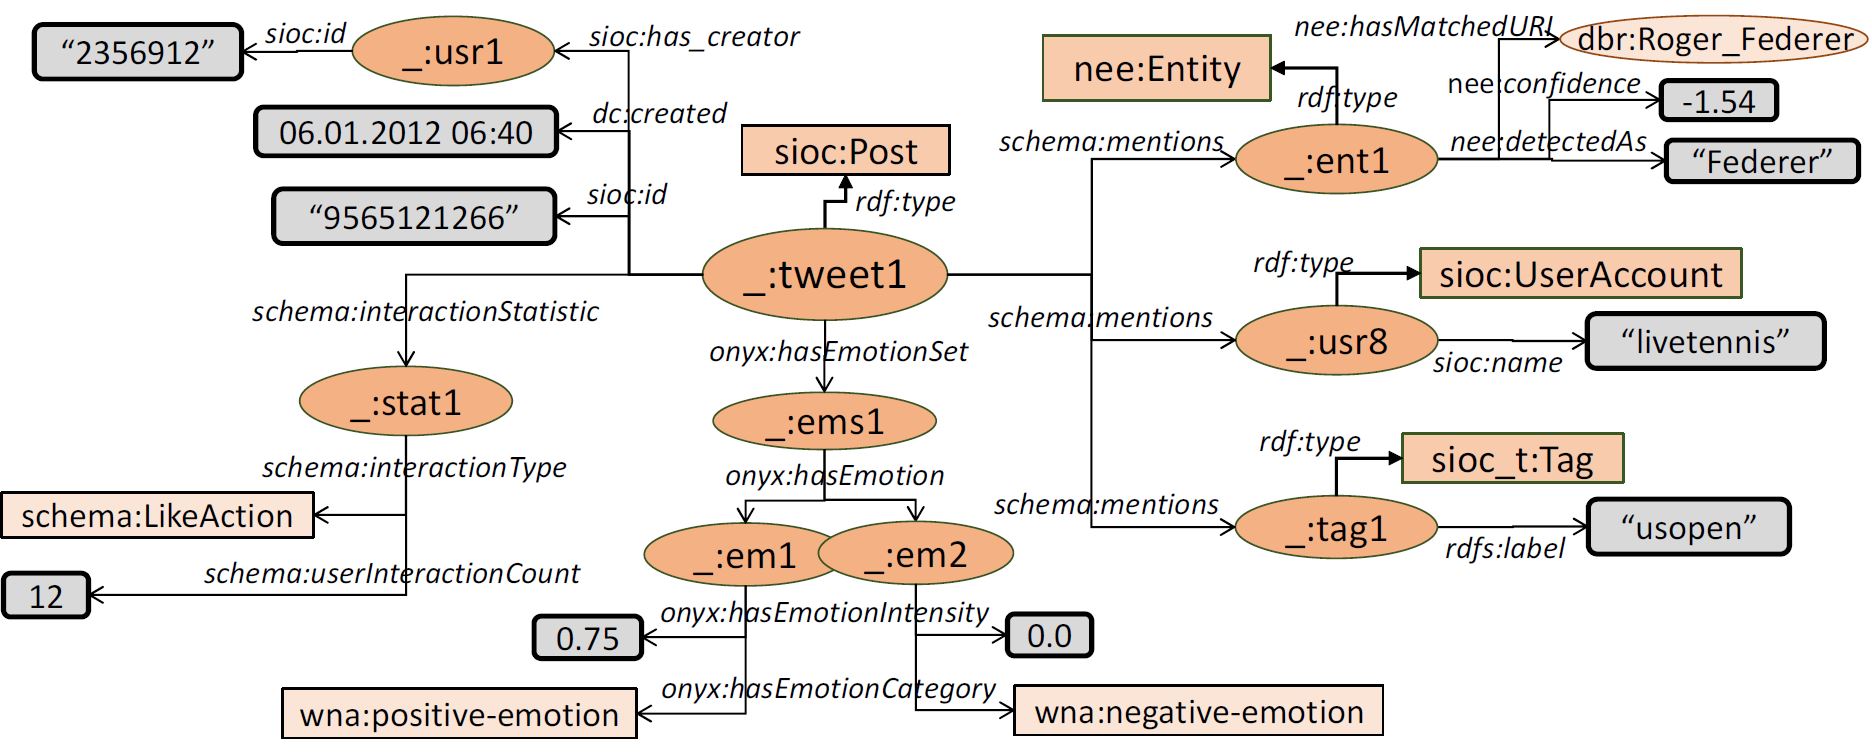 “2356912”
sioc:id
_:usr1
sioc:has_creator
06.01.2012 06:40
dc:created
“9565121266”
sioc:id
sioc:Post
rdf:type
_:tweet1
nee:Entity
rdf:type
nee:hasMatchedURI
dbr:Roger_Federer
nee:confidence
-1.54
schema:mentions
_:ent1
nee:detectedAs
“Federer”
rdf:type
sioc:UserAccount
schema:mentions
_:usr8
sioc:name
“livetennis”
rdf:type
sioc_t:Tag
schema:mentions
_:tag1
rdfs:label
“usopen”
schema:interactionStatistic
_:stat1
schema:interactionType
schema:LikeAction
schema:userInteractionCount
12
onyx:hasEmotionSet
_:ems1
onyx:hasEmotion
_:em1
_:em2
onyx:hasEmotionIntensity
0.75
0.0
onyx:hasEmotionCategory
wna:positive-emotion
wna:negative-emotion